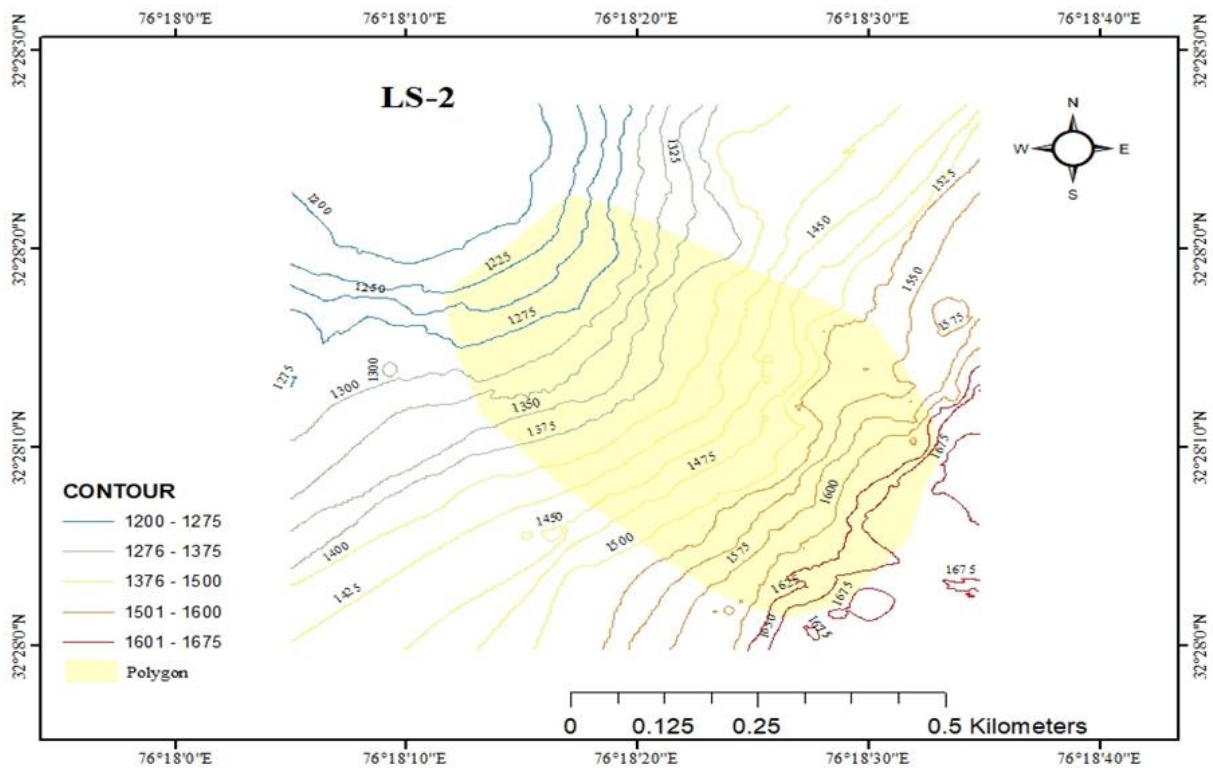 76°18'0"E 76°18'10"E 76°18'20"E 76°18'30"E 76°18'40"E
32°28'30"N 32°28'30"N
LS-2
N
W E
S
1325
1525
1200
1450
32°28'20"N 32°28'20"N
1225
1550
1250
1275
1575
1275
1300
1300
1350
1375
32°28'10"N 32°28'10"N
1675
1475
1600
CONTOUR
1200 - 1275
1276 - 1375
1376 - 1500
1501 - 1600
1601 - 1675
Polygon
1450
1500
1400
1575
1425
1625
1675
1675
1650
1675
32°28'0"N 32°28'0"N
0 0.125 0.25 0.5 Kilometers
76°18'0"E 76°18'10"E 76°18'20"E 76°18'30"E 76°18'40"E